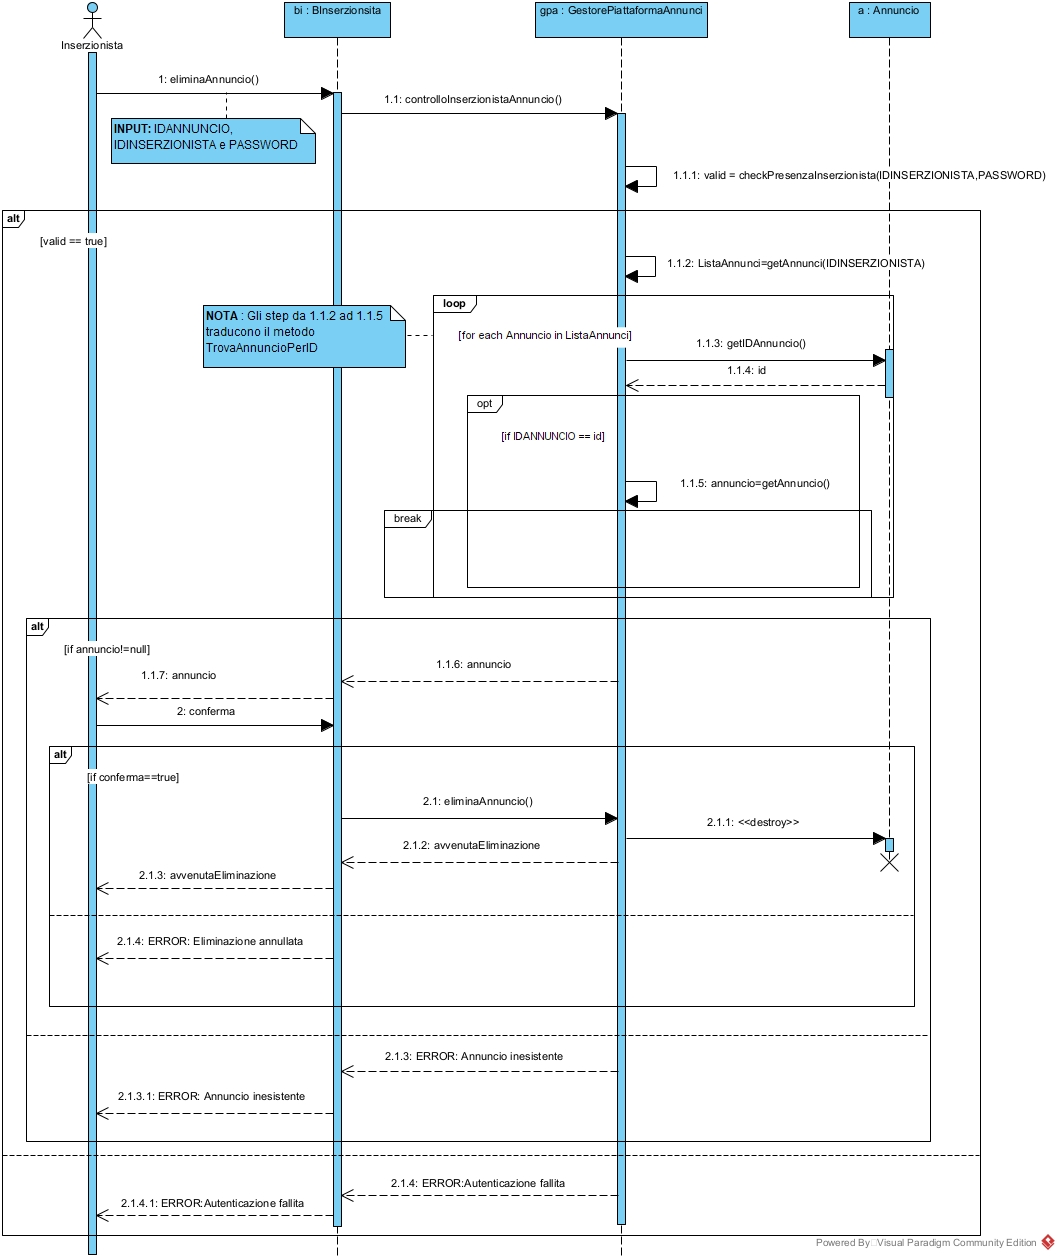 bi : BInserzionsita
gpa : GestorePiattaformaAnnunci
a : Annuncio
Inserzionista
1: eliminaAnnuncio()
1.1: controlloInserzionistaAnnuncio()
INPUT: IDANNUNCIO,
IDINSERZIONISTA e PASSWORD
1.1.1: valid = checkPresenzaInserzionista(IDINSERZIONISTA,PASSWORD)
alt
[valid == true]
1.1.2: ListaAnnunci=getAnnunci(IDINSERZIONISTA)
loop
NOTA : Gli step da 1.1.2 ad 1.1.5
traducono il metodo
TrovaAnnuncioPerID
[for each Annuncio in ListaAnnunci]
1.1.3: getIDAnnuncio()
1.1.4: id
opt
[if IDANNUNCIO == id]
1.1.5: annuncio=getAnnuncio()
break
alt
[if annuncio!=null]
1.1.6: annuncio
1.1.7: annuncio
2: conferma
alt
[if conferma==true]
2.1: eliminaAnnuncio()
2.1.1: <<destroy>>
2.1.2: avvenutaEliminazione
2.1.3: avvenutaEliminazione
2.1.4: ERROR: Eliminazione annullata
2.1.3: ERROR: Annuncio inesistente
2.1.3.1: ERROR: Annuncio inesistente
2.1.4: ERROR:Autenticazione fallita
2.1.4.1: ERROR:Autenticazione fallita
Powered By Visual Paradigm Community Edition